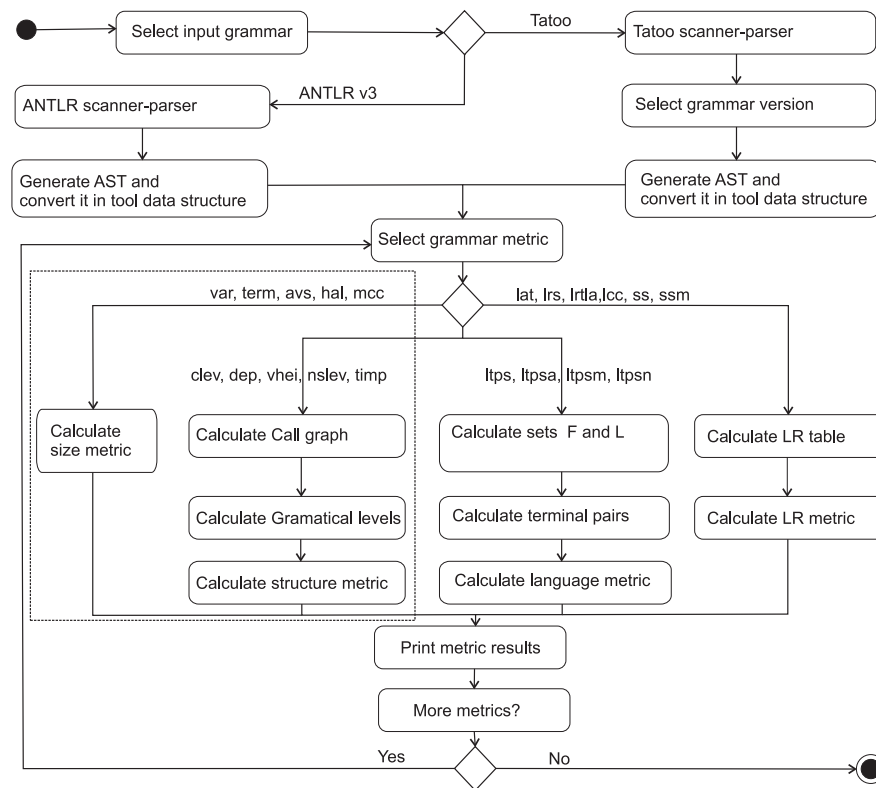 Select input grammar
Tatoo
Tatoo scanner-parser
ANTLR v3
ANTLR scanner-parser
Select grammar version
Generate AST and
convert it in tool data structure
Generate AST and
convert it in tool data structure
Select grammar metric
var, term, avs, hal, mcc
lat, lrs, lrtla,lcc, ss, ssm
clev, dep, vhei, nslev, timp
ltps, ltpsa, ltpsm, ltpsn
Calculate
size metric
Calculate Call graph
Calculate sets F and L
Calculate LR table
Calculate Gramatical levels
Calculate terminal pairs
Calculate LR metric
Calculate structure metric
Calculate language metric
Print metric results
More metrics?
Yes
No